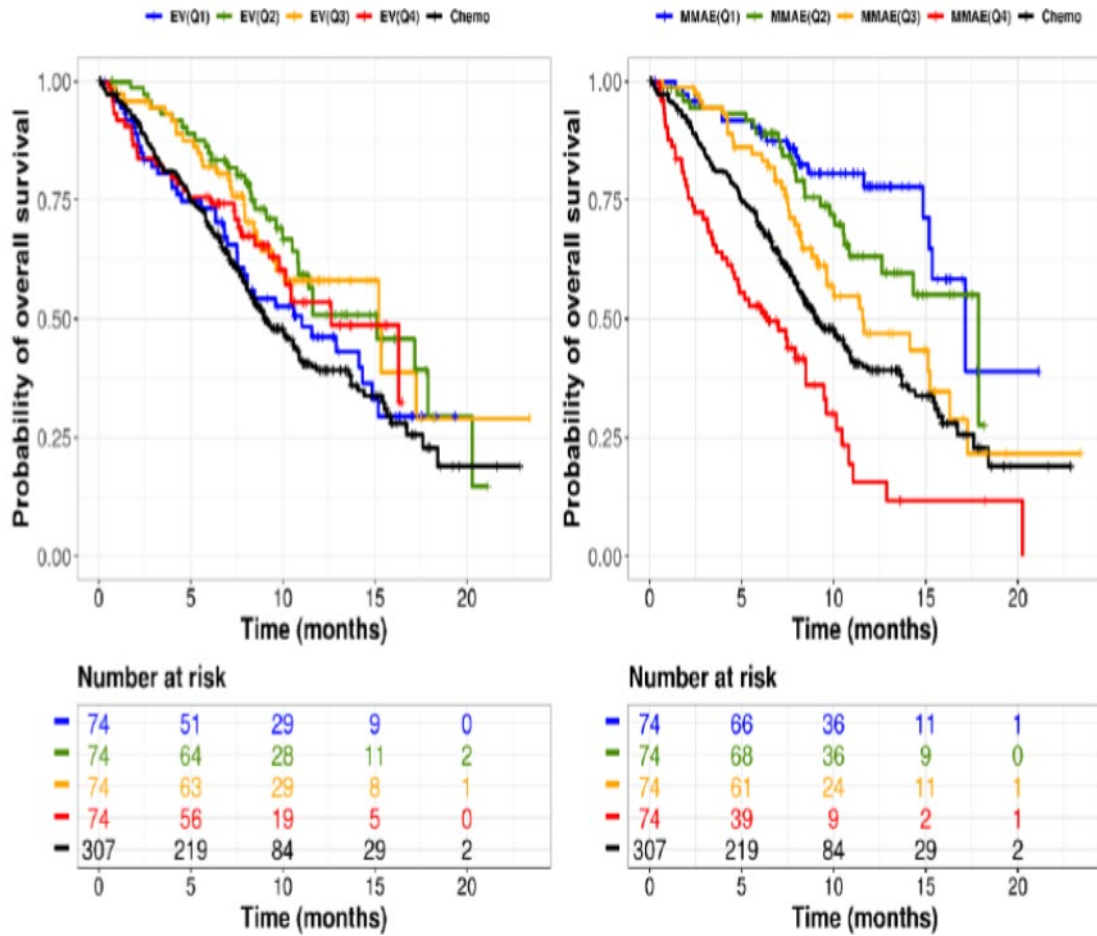 EV(Q1) EV(Q2) EV(Q3) EV(Q4) Chemo
Probability of overall survival
1.00
0.75
0.50
0.25
0.00
0 5 10 15 20
Time (months)
Number at risk
74 51 29 9 0
74 64 28 11 2
74 63 29 8 1
74 56 19 5 0
307 219 84 29 2
0 5 10 15 20
Time (months)
MMAE(Q1) MMAE(Q2) MMAE(Q3) MMAE(Q4) Chemo
Probability of overall survival
1.00
0.75
0.50
0.25
0.00
0 5 10 15 20
Time (months)
Number at risk
74 66 36 11 1
74 68 36 9 0
74 61 24 11 1
74 39 9 2 1
307 219 84 29 2
0 5 10 15 20
Time (months)